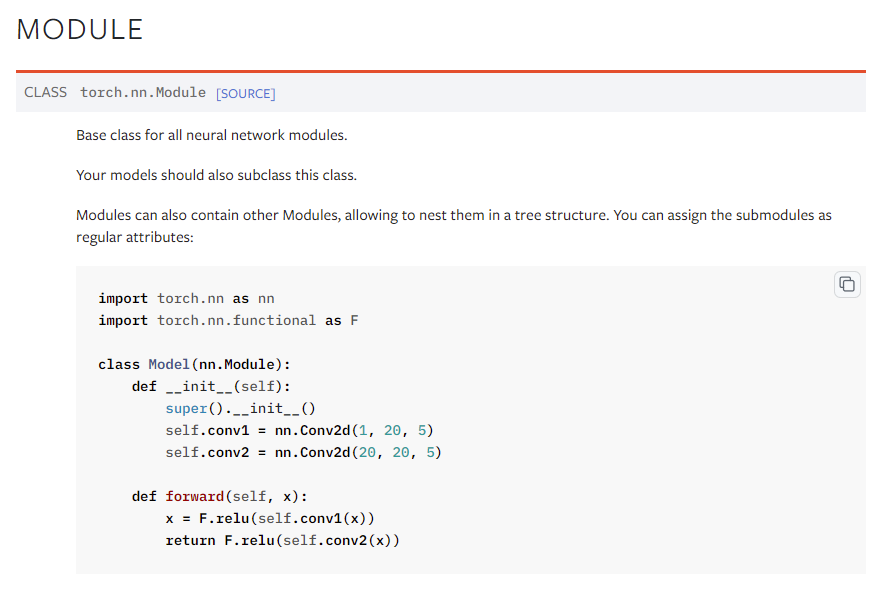 MODULE
CLASS torch.nn.Module [SOURCE]
Base class for all neural network modules.
Your models should also subclass this class.
Modules can also contain other Modules, allowing to nest them in a tree structure. You can assign the submodules as
regular attributes:
import torch.nn as nn
import torch.nn.functional as F
class Model(nn.Module):
    def __init__(self):
        super().__init__()
        self.conv1 = nn.Conv2d(1, 20, 5)
        self.conv2 = nn.Conv2d(20, 20, 5)
    def forward(self, x):
        x = F.relu(self.conv1(x))
        return F.relu(self.conv2(x))